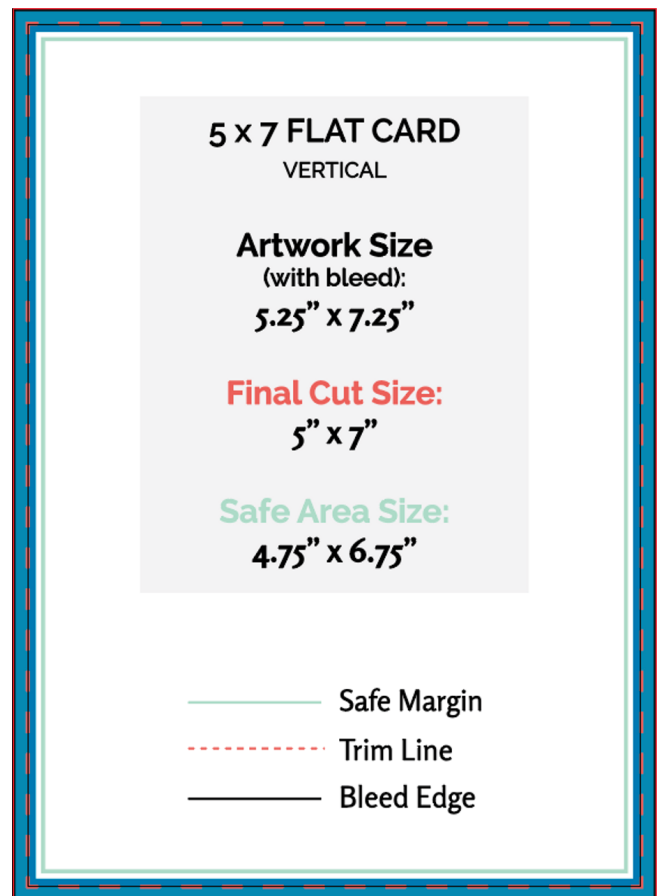 5 x 7 FLAT CARD
VERTICAL
Artwork Size
(with bleed):
5.25” x 7.25”
Final Cut Size:
5” x 7”
Safe Area Size:
4.75” x 6.75”
Safe Margin
Trim Line
Bleed Edge